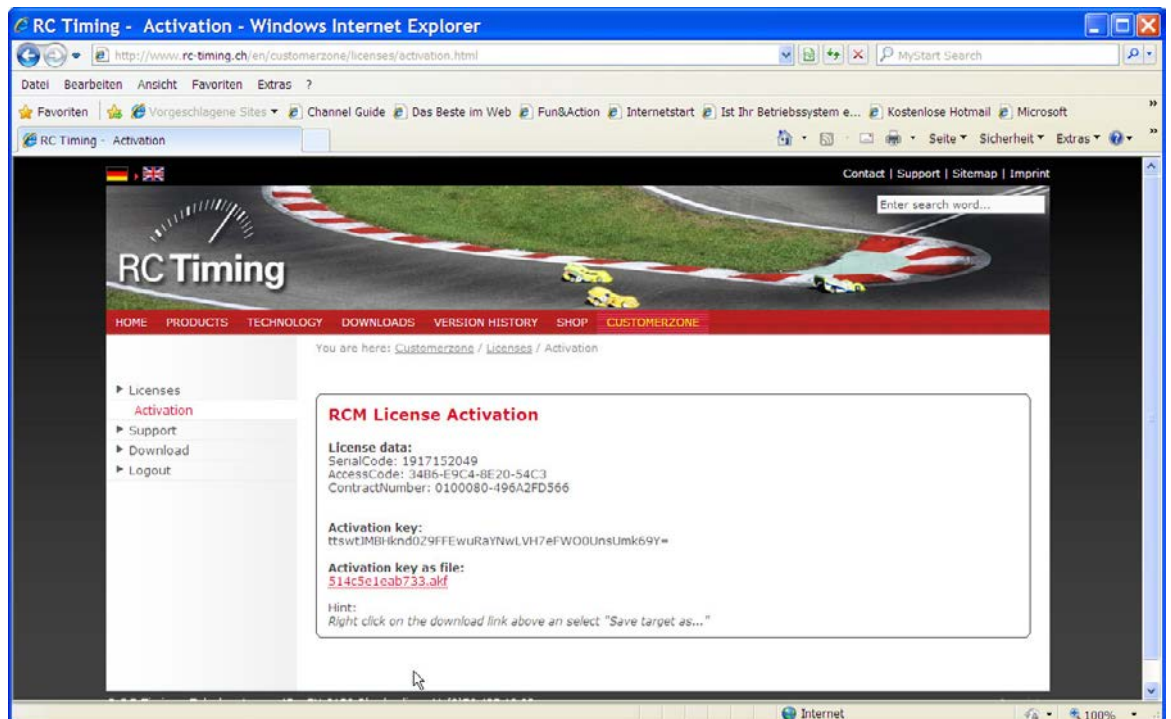 RC Timing - Activation - Windows Internet Explorer
http://www.rc-timing.ch/en/customerzone/licenses/activation.html
MyStart Search
Datei Bearbeiten Ansicht Favoriten Extras ?
Favoriten Vorgeschlagene Sites Channel Guide Das Beste im Web Fun&Action Internetstart Ist Ihr Betriebssystem e... Kostenlose Hotmail Microsoft »
RC Timing - Activation
Seite Sicherheit Extras »
Contact | Support | Sitemap | Imprint
Enter search word...
RC Timing
HOME PRODUCTS TECHNOLOGY DOWNLOADS VERSION HISTORY SHOP CUSTOMERZONE
You are here: Customerzone / Licenses / Activation
Licenses
Activation
Support
Download
Logout
RCM License Activation
License data:
SerialCode: 1917152049
AccessCode: 34B6-E9C4-8E20-54C3
ContractNumber: 0100080-496A2FD566
Activation key:
ttswtJMBHknd0Z9FFEwuRaYNwLVH7eFWO0UnsUmk69Y=
Activation key as file:
514c5e1eab733.akf
Hint:
Right click on the download link above an select "Save target as..."
Internet
100%